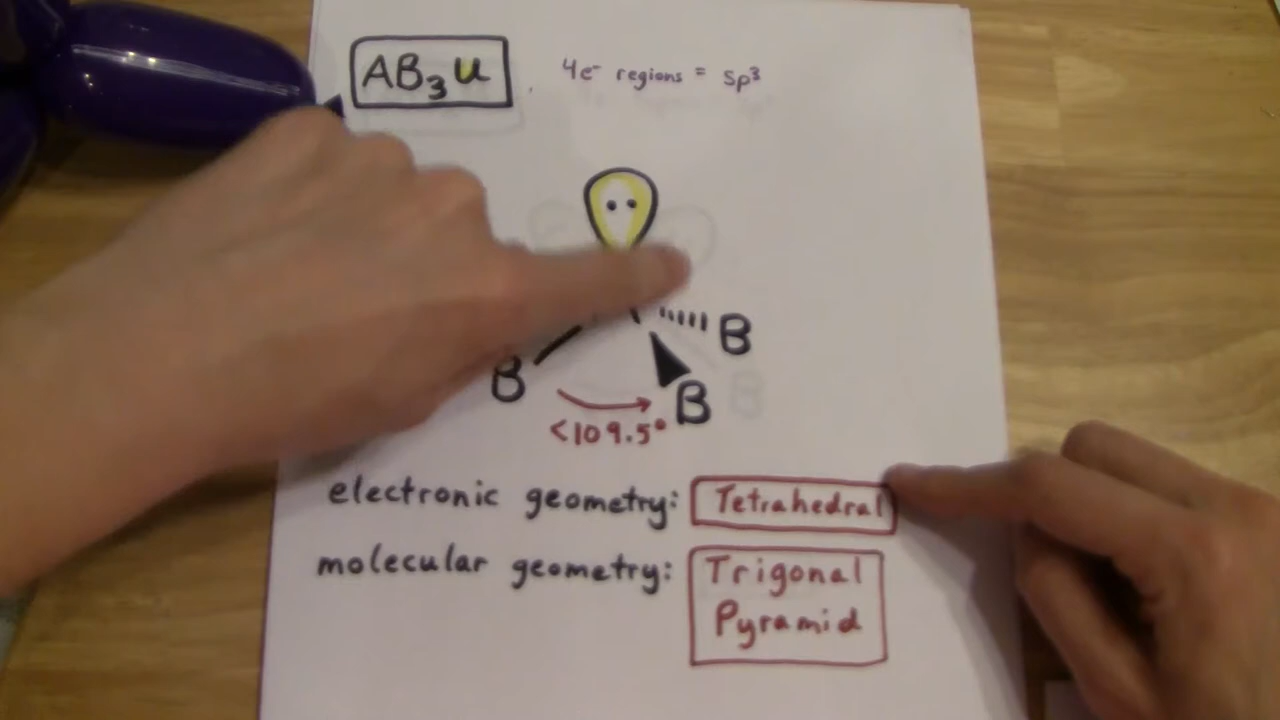 AB₃U
4e⁻ regions = sp³
B
B
B
<109.5°
electronic geometry: Tetrahedral
molecular geometry: Trigonal
Pyramid